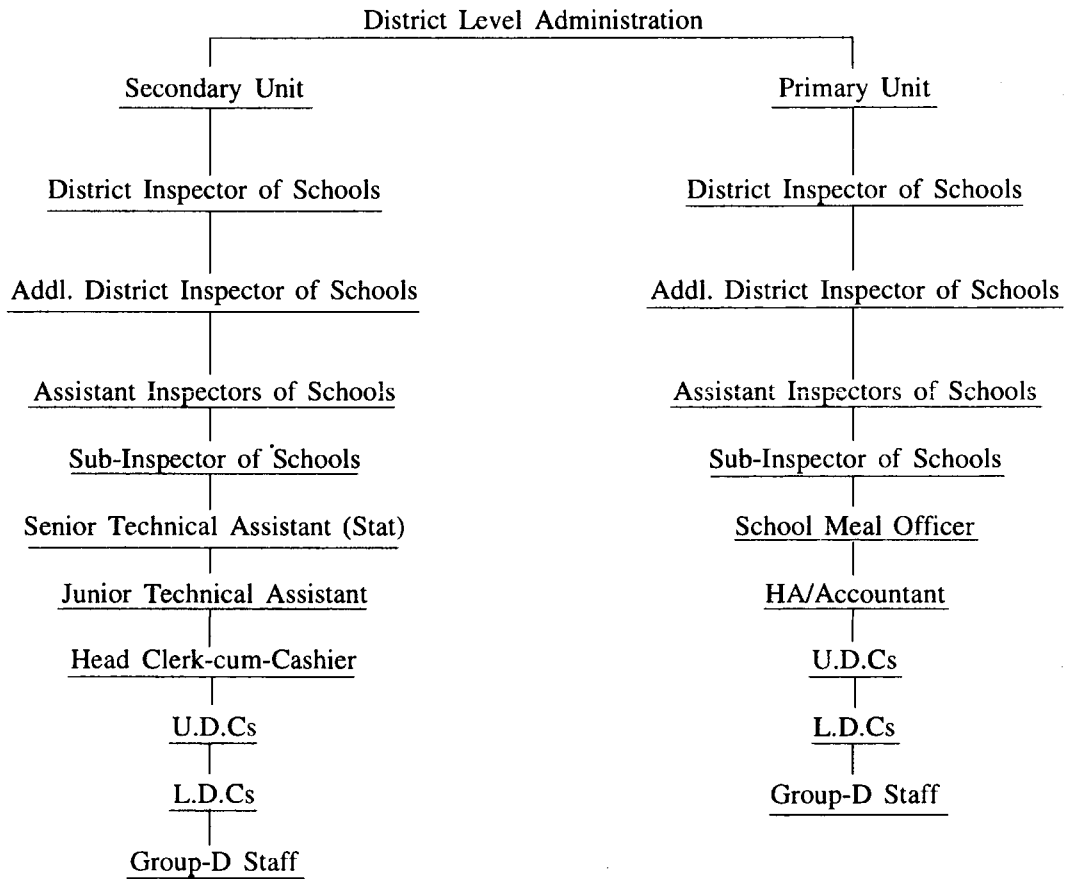 District Level Administration
Secondary Unit
District Inspector of Schools
Addl. District Inspector of Schools
Assistant Inspectors of Schools
Sub-Inspector of Schools
Senior Technical Assistant (Stat)
Junior Technical Assistant
Head Clerk-cum-Cashier
U.D.Cs
L.D.Cs
Group-D Staff
Primary Unit
District Inspector of Schools
Addl. District Inspector of Schools
Assistant Inspectors of Schools
Sub-Inspector of Schools
School Meal Officer
HA/Accountant
U.D.Cs
L.D.Cs
Group-D Staff